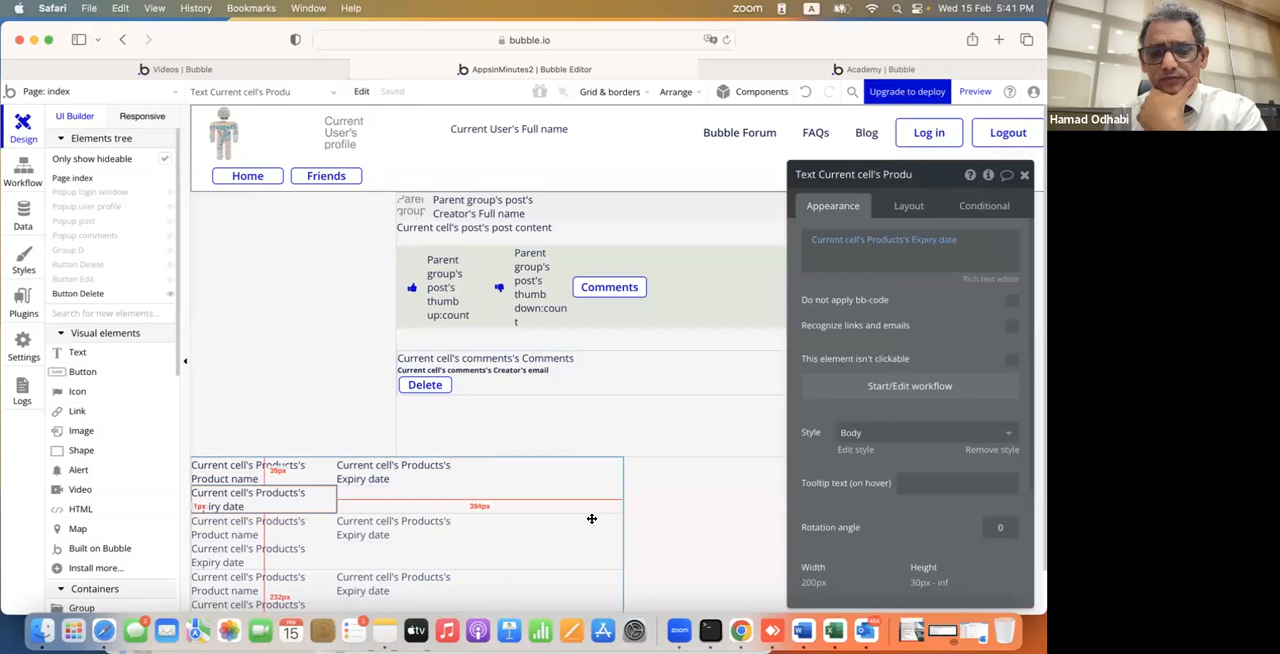 Safari File Edit View History Bookmarks Window Help
zoom A Wed 15 Feb 5:41 PM
bubble.io
Videos | Bubble
AppsinMinutes2 | Bubble Editor
Academy | Bubble
Page: index
Text Current cell's Produ
Edit
Saved
Grid & borders
Arrange
Components
Upgrade to deploy
Preview
Design
Workflow
Data
Styles
Plugins
Settings
Logs
UI Builder
Responsive
Elements tree
Only show hideable
Page index
Popup login window
Popup user profile
Popup post
Popup comments
Group D
Button Delete
Button Edit
Button Delete
Search for new elements...
Visual elements
Text
Button
Icon
Link
Image
Shape
Alert
Video
HTML
Map
Built on Bubble
Install more...
Containers
Group
Current
User's
profile
Current User's Full name
Bubble Forum
FAQs
Blog
Log in
Logout
Home
Friends
Parent group's post's
Creator's Full name
Current cell's post's post content
Parent
group's
post's
thumb
up:count
Parent
group's
post's
thumb
down:coun
t
Comments
Current cell's comments's Comments
Current cell's comments's Creator's email
Delete
Current cell's Products's
Product name
Current cell's Products's
Expiry date
39px
Current cell's Products's
1px
iry date
394px
Current cell's Products's
Product name
Current cell's Products's
Expiry date
Current cell's Products's
Expiry date
Current cell's Products's
Product name
Current cell's Products's
Expiry date
Current cell's Products's
232px
Text Current cell's Produ
Appearance
Layout
Conditional
Current cell's Products's Expiry date
Rich text editor
Do not apply bb-code
Recognize links and emails
This element isn't clickable
Start/Edit workflow
Style
Body
Edit style
Remove style
Tooltip text (on hover)
Rotation angle
0
Width
Height
200px
30px - inf
Hamad Odhabi
FEB
15
tv
zoom